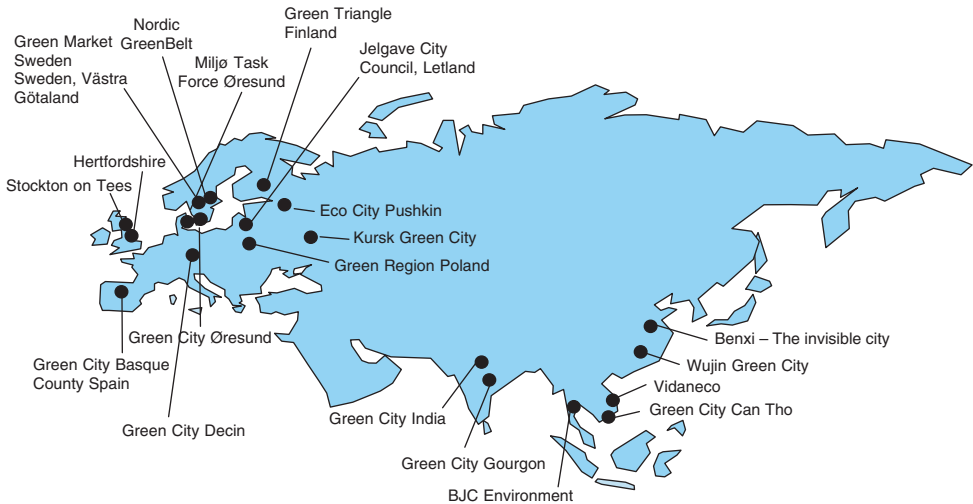 Green Market
Sweden
Sweden, Västra
Götaland
Nordic
GreenBelt
Miljø Task
Force Øresund
Green Triangle
Finland
Jelgave City
Council, Letland
Hertfordshire
Stockton on Tees
Eco City Pushkin
Kursk Green City
Green Region Poland
Green City Øresund
Green City Basque
County Spain
Green City Decin
Benxi – The invisible city
Wujin Green City
Vidaneco
Green City Can Tho
Green City India
Green City Gourgon
BJC Environment